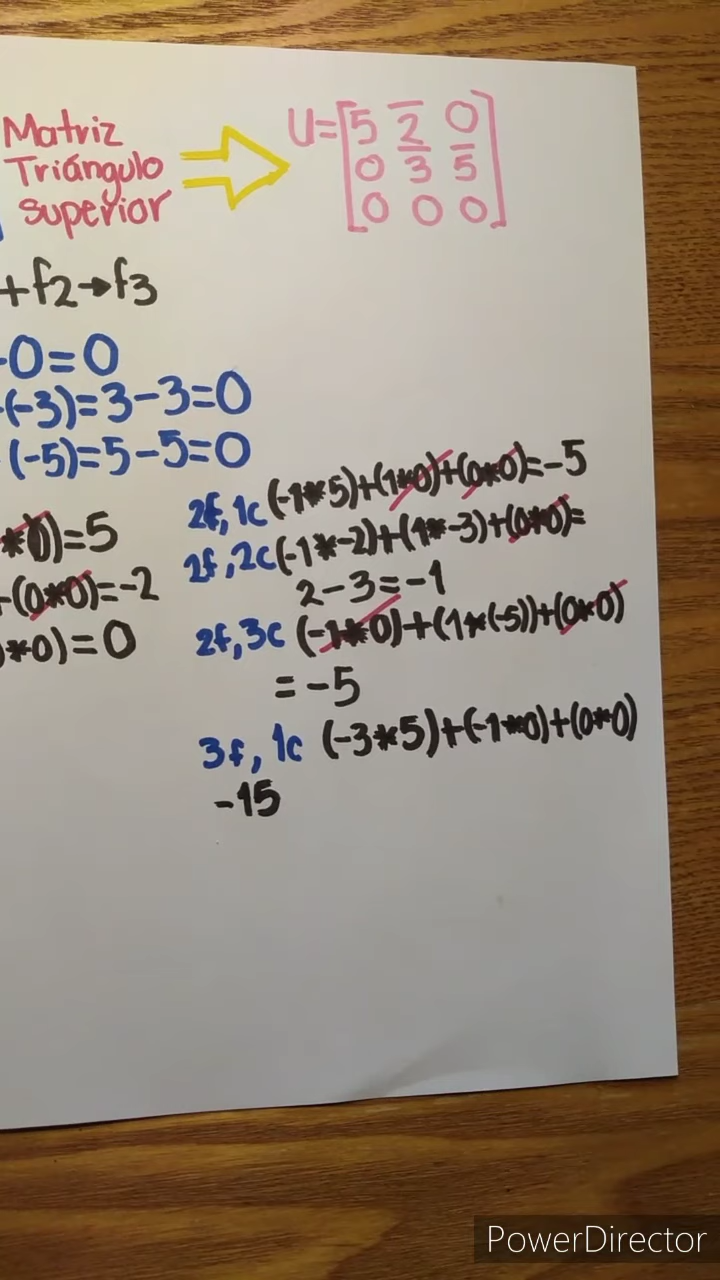 Matriz
Triángulo
superior
U=[5 -2 0
0 -3 -5
0 0 0]
+f2→f3
-0=0
(-3)=3-3=0
(-5)=5-5=0
*0)=5
+(0*0)=-2
*0)=0
2f,1c (-1*5)+(1*0)+(0*0)=-5
2f,2c (-1*-2)+(1*-3)+(0*0)=
2-3=-1
2f,3c (-1*0)+(1*(-5))+(0*0)
=-5
3f,1c (-3*5)+(-1*0)+(0*0)
-15
PowerDirector